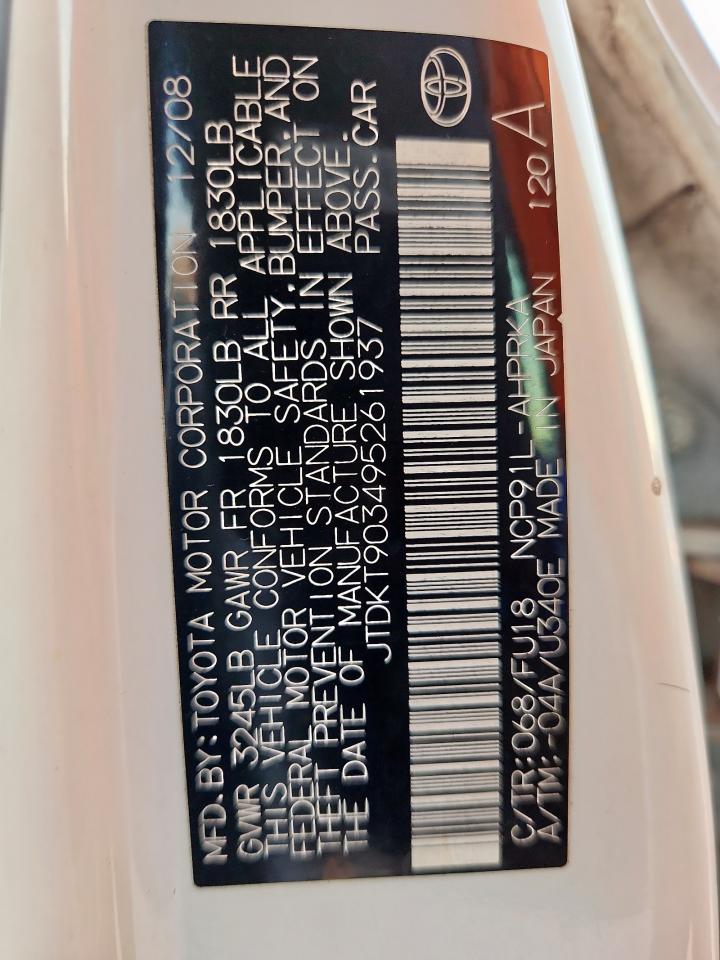 MFD.BY:TOYOTA MOTOR CORPORATION 12/08
GVWR 3245LB GAWR FR 1830LB RR 1830LB
THIS VEHICLE CONFORMS TO ALL APPLICABLE
FEDERAL MOTOR VEHICLE SAFETY,BUMPER,AND
THEFT PREVENTION STANDARDS IN EFFECT ON
THE DATE OF MANUFACTURE SHOWN ABOVE.
JTDKT903495261937 PASS.CAR
C/TR:068/FU18 NCP91L-AHPRKA
A/TM:-04A/U340E MADE IN JAPAN 120A